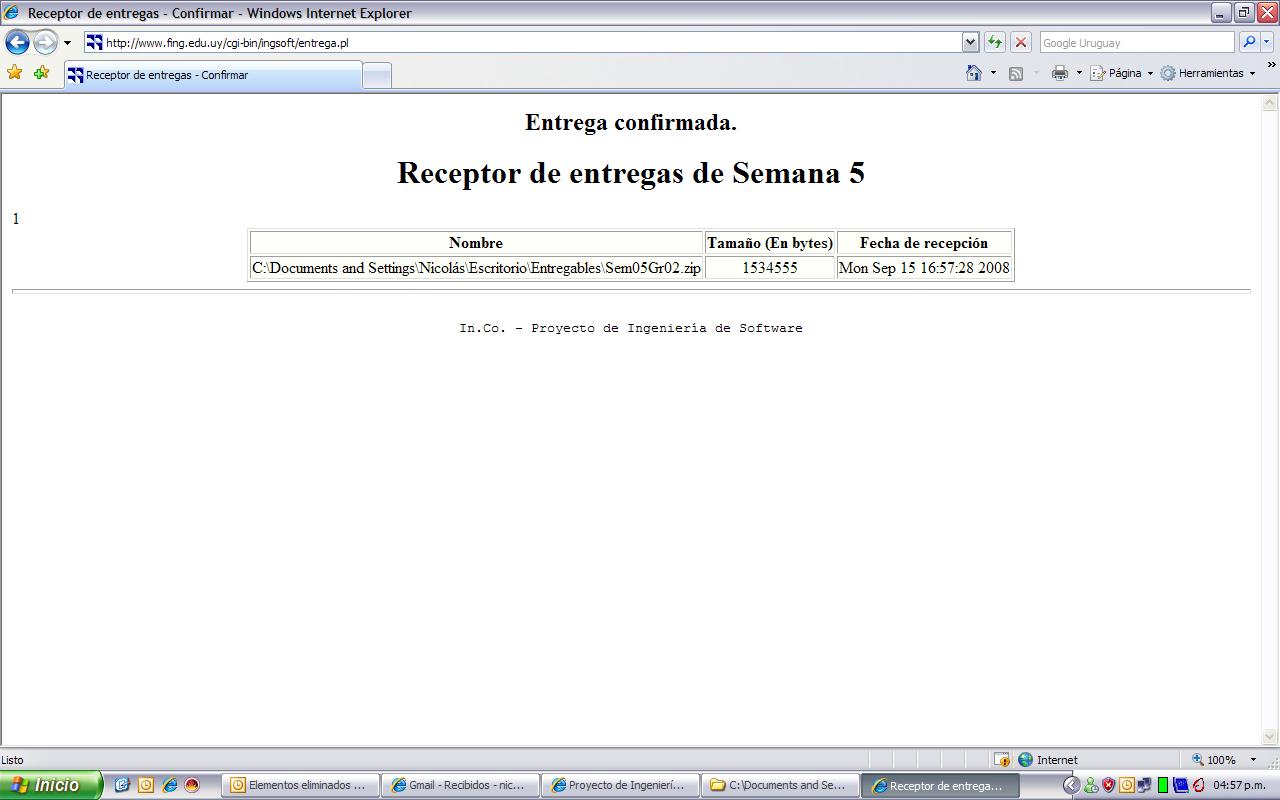 Receptor de entregas - Confirmar - Windows Internet Explorer
http://www.fing.edu.uy/cgi-bin/ingsoft/entrega.pl
Google Uruguay
Receptor de entregas - Confirmar
Página
Herramientas
»
Entrega confirmada.
Receptor de entregas de Semana 5
1
Nombre Tamaño (En bytes) Fecha de recepción
C:\Documents and Settings\Nicolás\Escritorio\Entregables\Sem05Gr02.zip 1534555 Mon Sep 15 16:57:28 2008
In.Co. - Proyecto de Ingeniería de Software
Listo
Internet
100%
Inicio
Elementos eliminados ...
Gmail - Recibidos - nic...
Proyecto de Ingenierí...
C:\Documents and Se...
Receptor de entrega...
04:57 p.m.